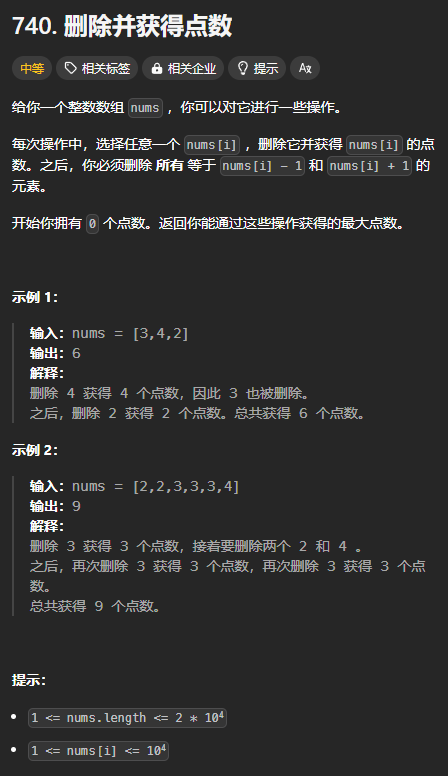 740. 删除并获得点数
中等 相关标签 相关企业 提示 Aあ
给你一个整数数组 nums ，你可以对它进行一些操作。
每次操作中，选择任意一个 nums[i] ，删除它并获得 nums[i] 的点
数。之后，你必须删除 所有 等于 nums[i] - 1 和 nums[i] + 1 的
元素。
开始你拥有 0 个点数。返回你能通过这些操作获得的最大点数。
示例 1：
输入：nums = [3,4,2]
输出：6
解释：
删除 4 获得 4 个点数，因此 3 也被删除。
之后，删除 2 获得 2 个点数。总共获得 6 个点数。
示例 2：
输入：nums = [2,2,3,3,3,4]
输出：9
解释：
删除 3 获得 3 个点数，接着要删除两个 2 和 4 。
之后，再次删除 3 获得 3 个点数，再次删除 3 获得 3 个点
数。
总共获得 9 个点数。
提示：
• 1 <= nums.length <= 2 * 10⁴
• 1 <= nums[i] <= 10⁴